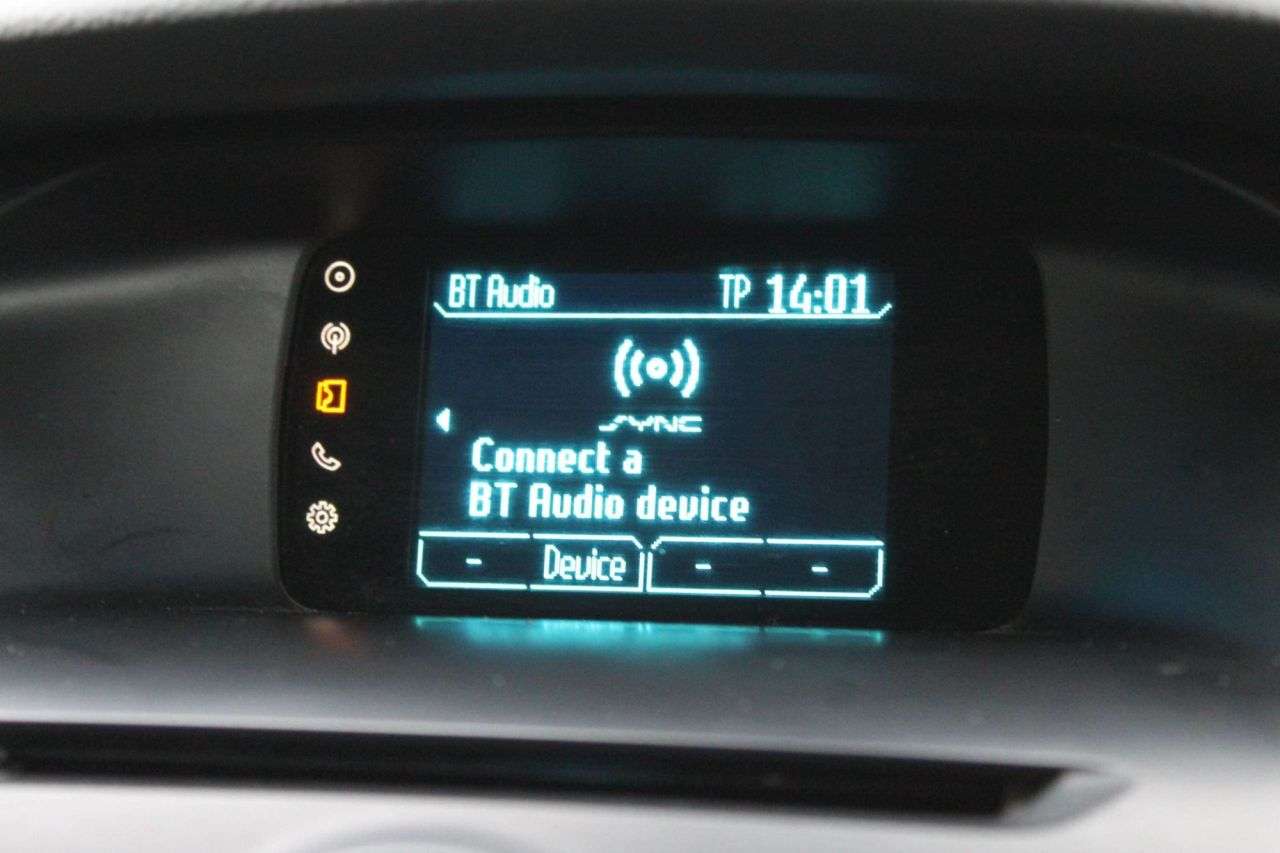 BT Audio TP 14:01
SYNC
Connect a
BT Audio device
- Device - -